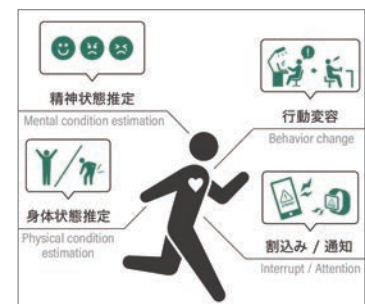 精神状態推定
Mental condition estimation
行動変容
Behavior change
身体状態推定
Physical condition
estimation
割込み / 通知
Interrupt / Attention